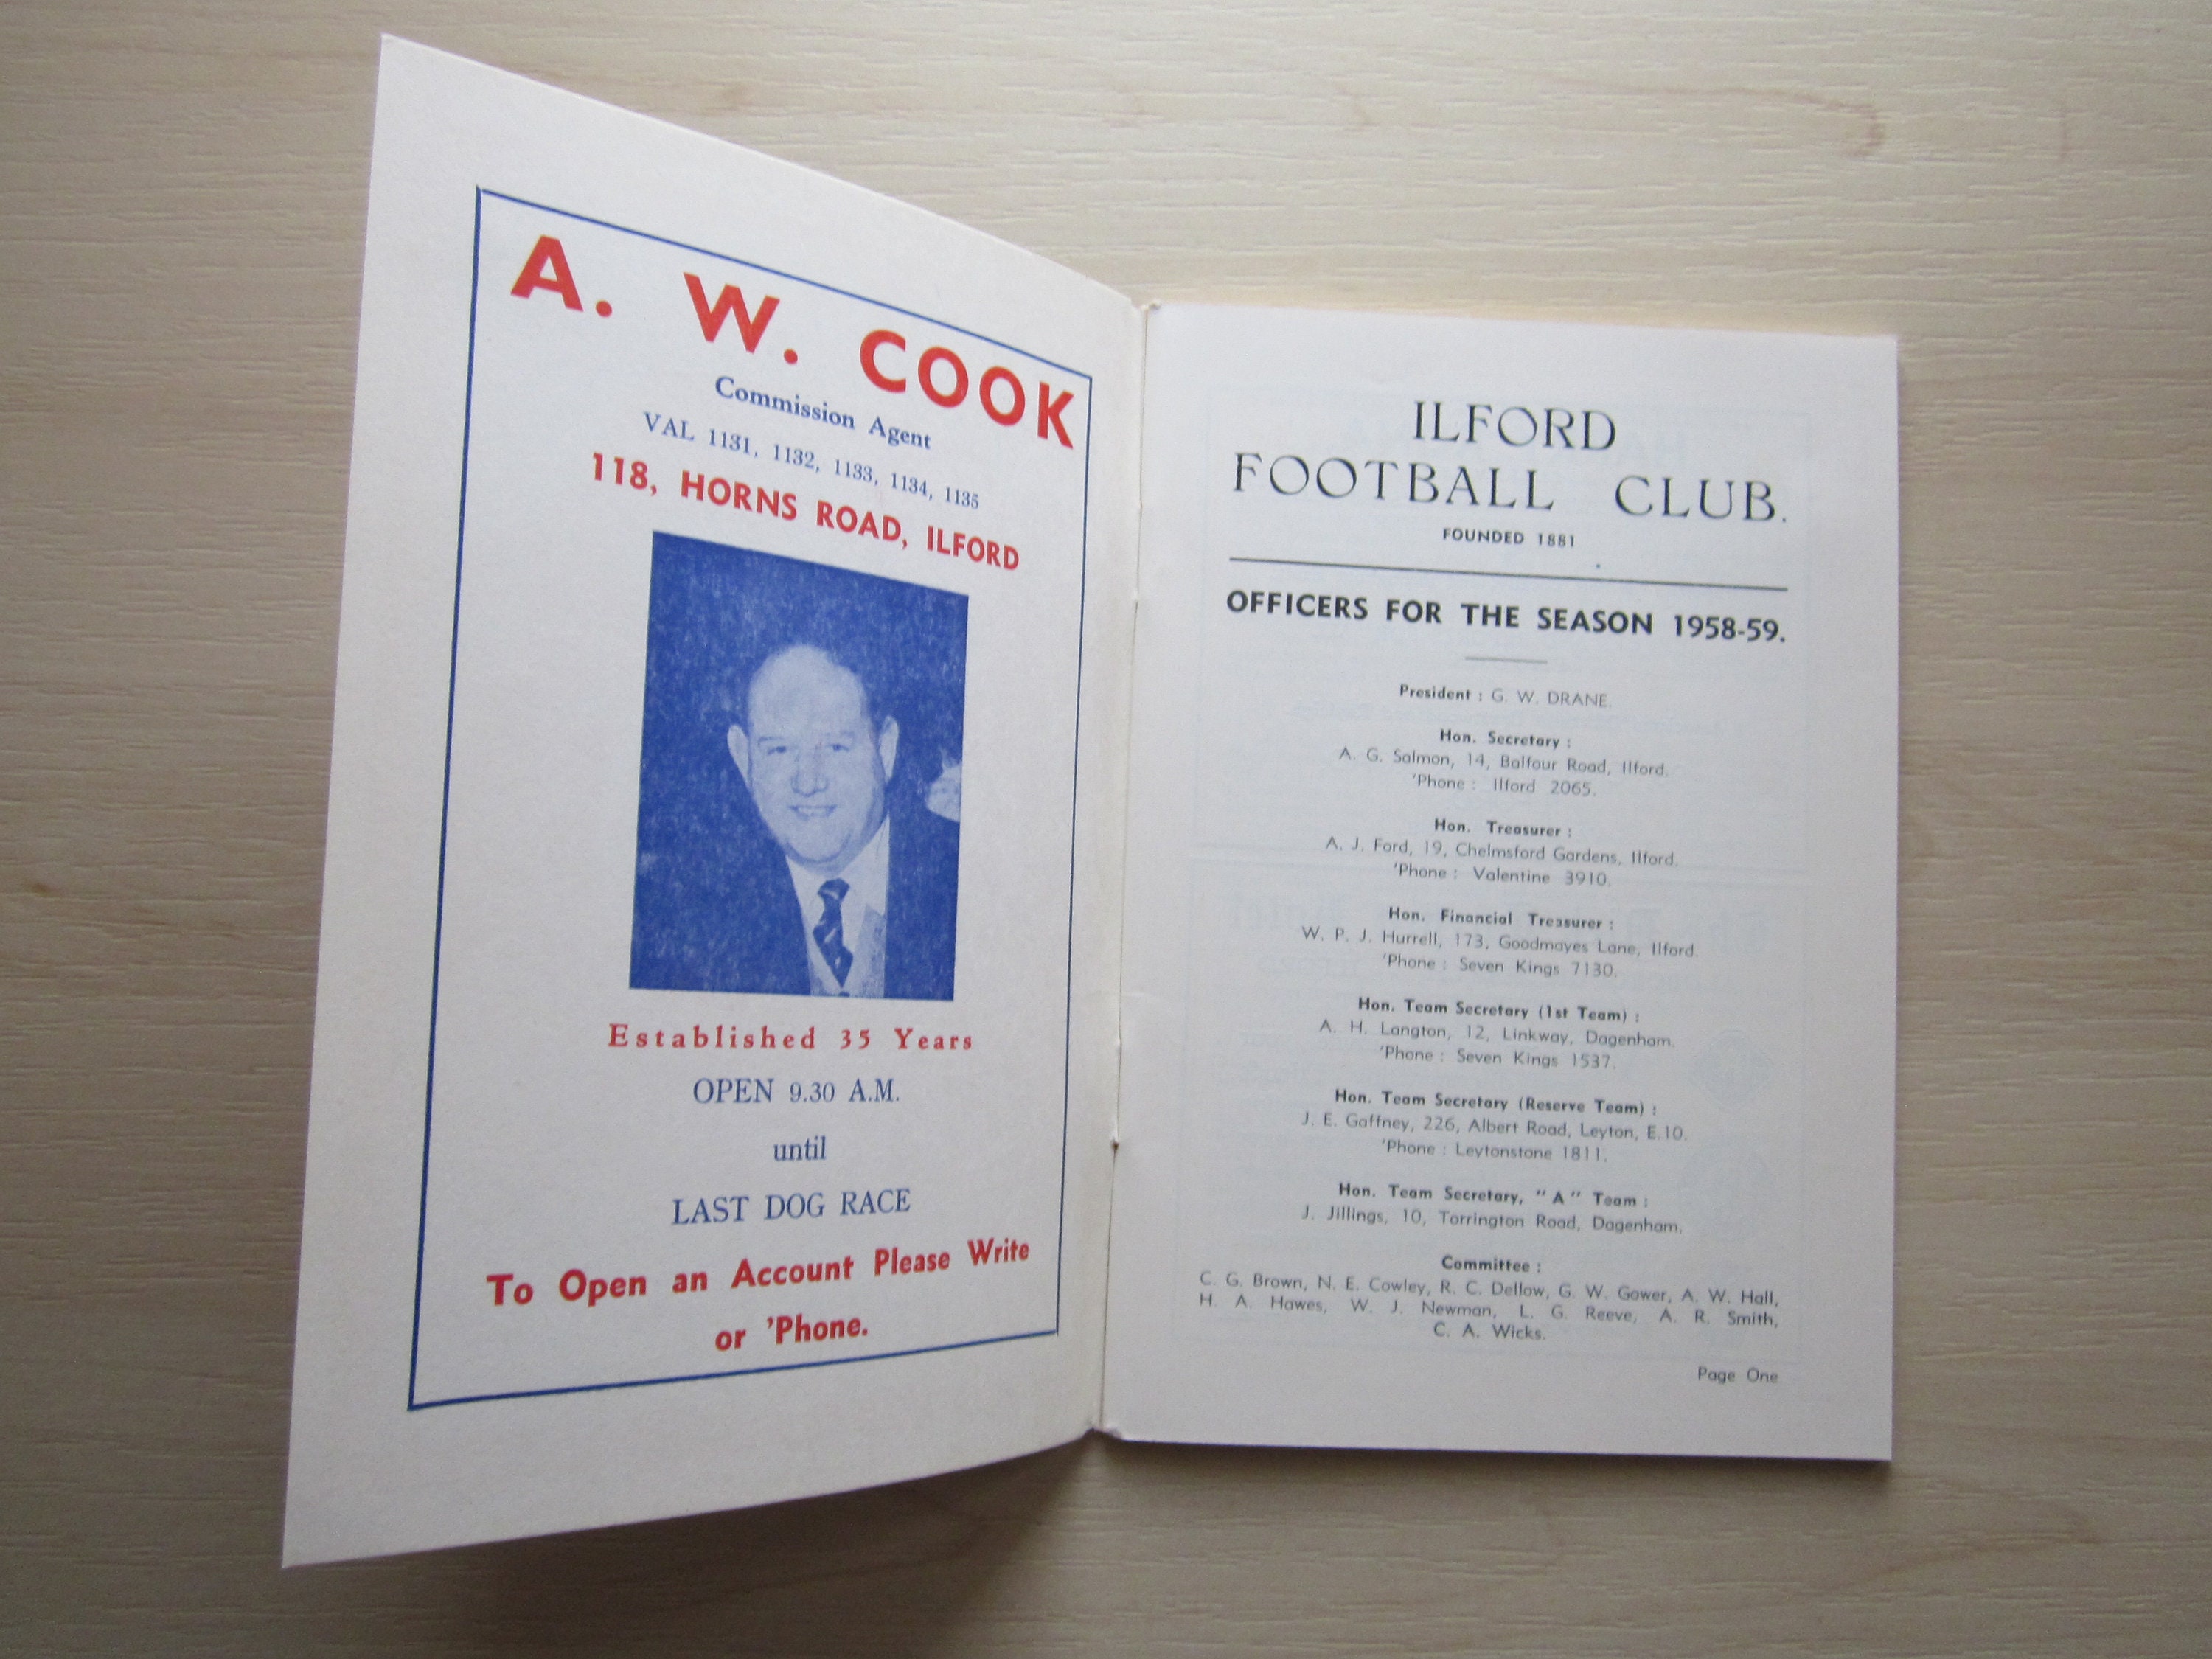 A. W. COOK
Commission Agent
VAL 1131, 1132, 1133, 1134, 1135
118, HORNS ROAD, ILFORD
Established 35 Years
OPEN 9.30 A.M.
until
LAST DOG RACE
To Open an Account Please Write
or 'Phone.
ILFORD
FOOTBALL CLUB.
FOUNDED 1881
OFFICERS FOR THE SEASON 1958-59.
President : G. W. DRANE.
Hon. Secretary :
A. G. Salmon, 14, Balfour Road, Ilford.
'Phone : Ilford 2065.
Hon. Treasurer :
A. J. Ford, 19, Chelmsford Gardens, Ilford.
'Phone : Valentine 3910.
Hon. Financial Treasurer :
W. P. J. Hurrell, 173, Goodmayes Lane, Ilford.
'Phone : Seven Kings 7130.
Hon. Team Secretary (1st Team) :
A. H. Langton, 12, Linkway, Dagenham.
'Phone : Seven Kings 1537.
Hon. Team Secretary (Reserve Team) :
J. E. Gaffney, 226, Albert Road, Leyton, E.10.
'Phone : Leytonstone 1811.
Hon. Team Secretary, "A" Team :
J. Jillings, 10, Torrington Road, Dagenham.
Committee :
C. G. Brown, N. E. Cowley, R. C. Dellow, G. W. Gower, A. W. Hall,
H. A. Hawes, W. J. Newman, L. G. Reeve, A. R. Smith,
C. A. Wicks.
Page One